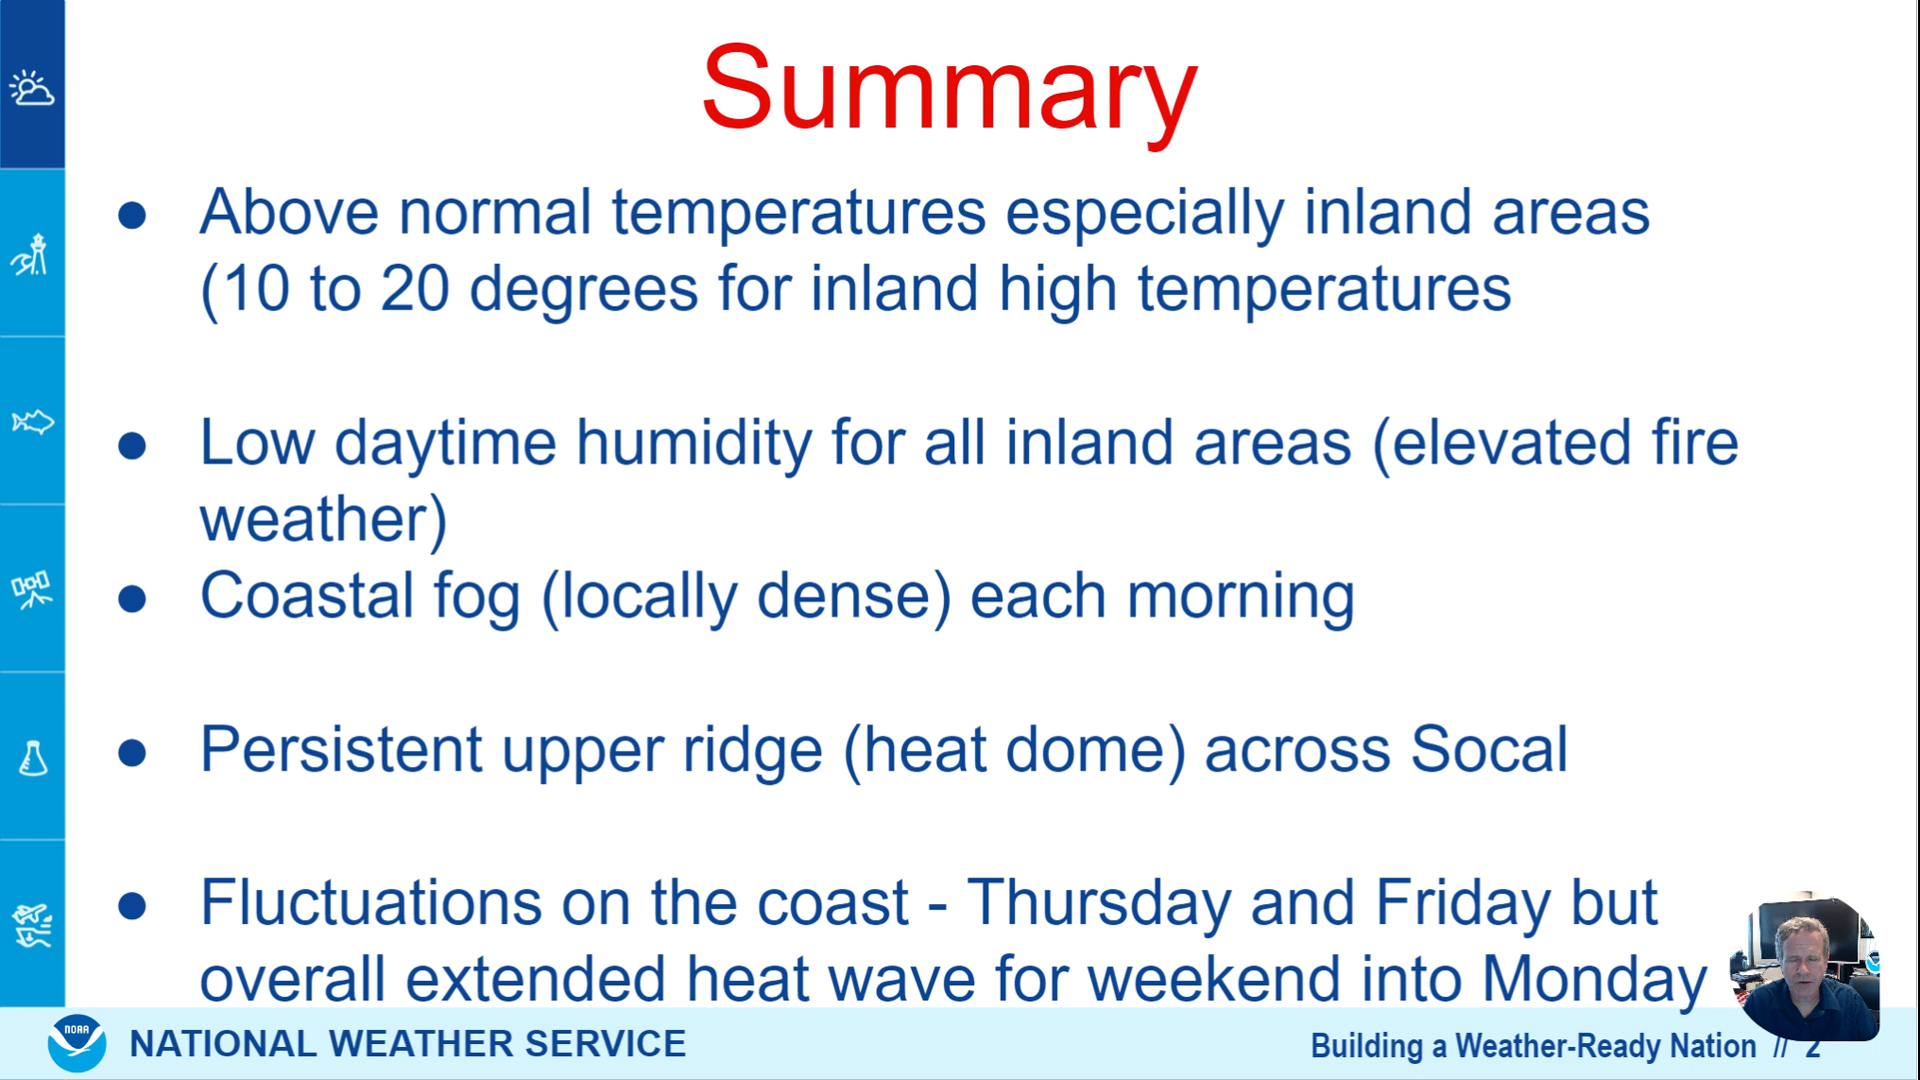 Summary
● Above normal temperatures especially inland areas
(10 to 20 degrees for inland high temperatures
● Low daytime humidity for all inland areas (elevated fire
weather)
● Coastal fog (locally dense) each morning
● Persistent upper ridge (heat dome) across Socal
● Fluctuations on the coast - Thursday and Friday but
overall extended heat wave for weekend into Monday
NOAA
NATIONAL WEATHER SERVICE
Building a Weather-Ready Nation // 2